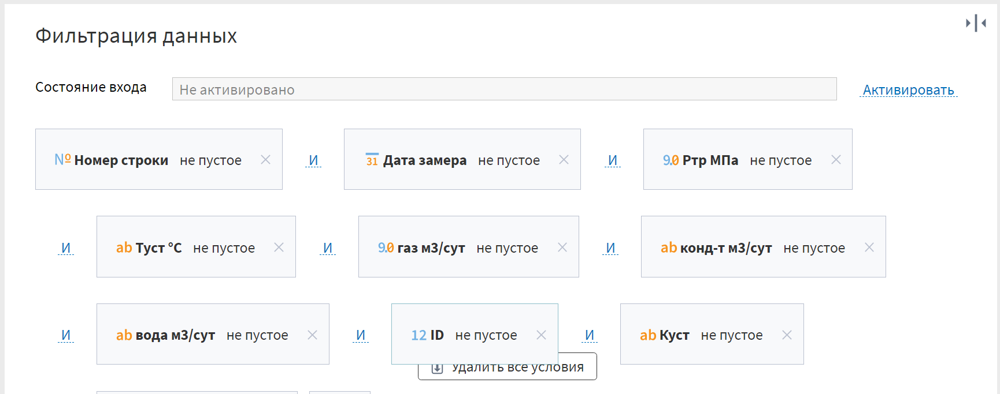 Фильтрация данных
Состояние входа Не активировано Активировать
№ Номер строки не пустое И 31 Дата замера не пустое И 9.0 Ртр МПа не пустое
И ab Туст °С не пустое И 9.0 газ м3/сут не пустое И ab конд-т м3/сут не пустое
И ab вода м3/сут не пустое И 12 ID не пустое И ab Куст не пустое
Удалить все условия